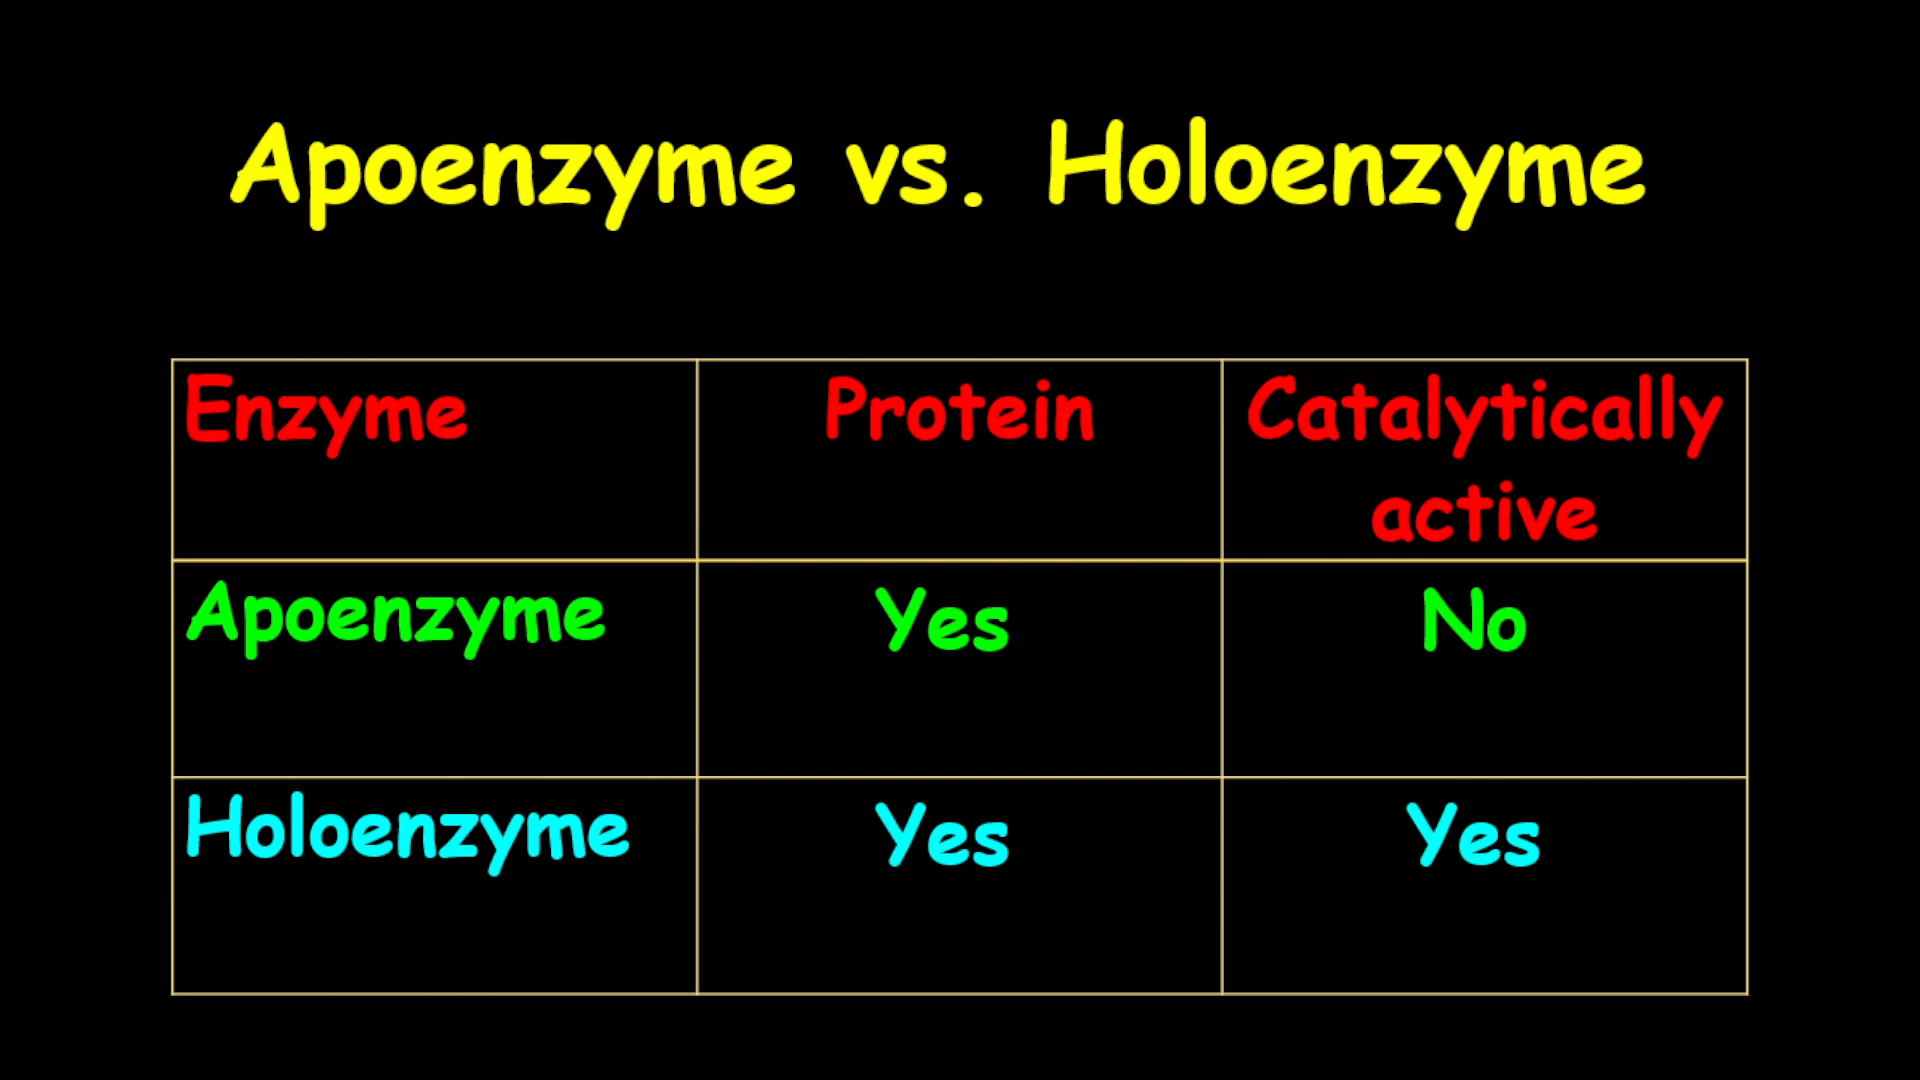 Apoenzyme vs. Holoenzyme
Enzyme Protein Catalytically
active
Apoenzyme Yes No
Holoenzyme Yes Yes